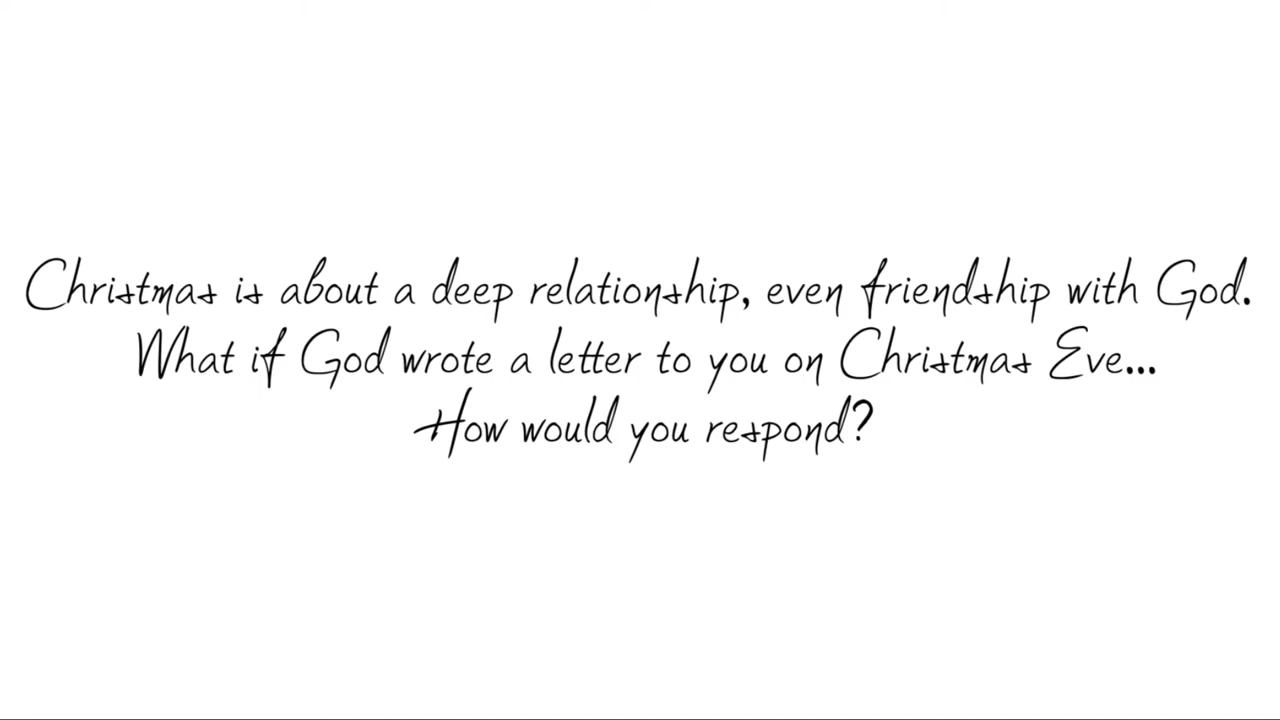 Christmas is about a deep relationship, even friendship with God.
What if God wrote a letter to you on Christmas Eve...
How would you respond?